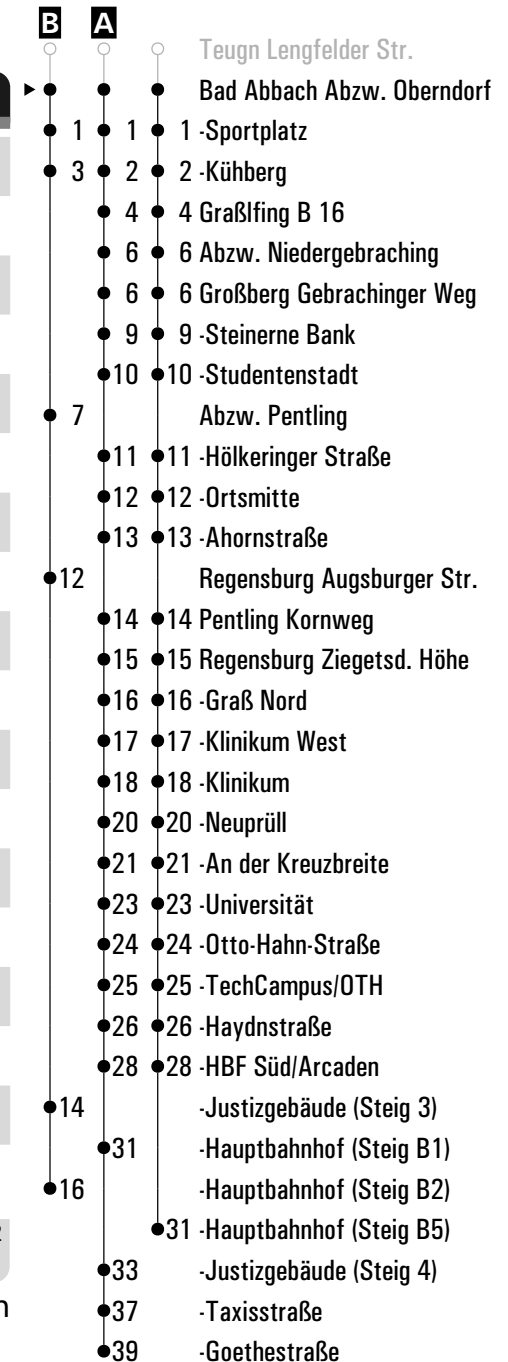 B A
Teugn Lengfelder Str.
Bad Abbach Abzw. Oberndorf
1 1 1 -Sportplatz
3 2 2 -Kühberg
4 4 Graßlfing B 16
6 6 Abzw. Niedergebraching
6 6 Großberg Gebrachinger Weg
9 9 -Steinerne Bank
10 10 -Studentenstadt
7 Abzw. Pentling
11 11 -Hölkeringer Straße
12 12 -Ortsmitte
13 13 -Ahornstraße
12 Regensburg Augsburger Str.
14 14 Pentling Kornweg
15 15 Regensburg Ziegetsd. Höhe
16 16 -Graß Nord
17 17 -Klinikum West
18 18 -Klinikum
20 20 -Neuprüll
21 21 -An der Kreuzbreite
23 23 -Universität
24 24 -Otto-Hahn-Straße
25 25 -TechCampus/OTH
26 26 -Haydnstraße
28 28 -HBF Süd/Arcaden
14 -Justizgebäude (Steig 3)
31 -Hauptbahnhof (Steig B1)
16 -Hauptbahnhof (Steig B2)
31 -Hauptbahnhof (Steig B5)
33 -Justizgebäude (Steig 4)
37 -Taxisstraße
39 -Goethestraße